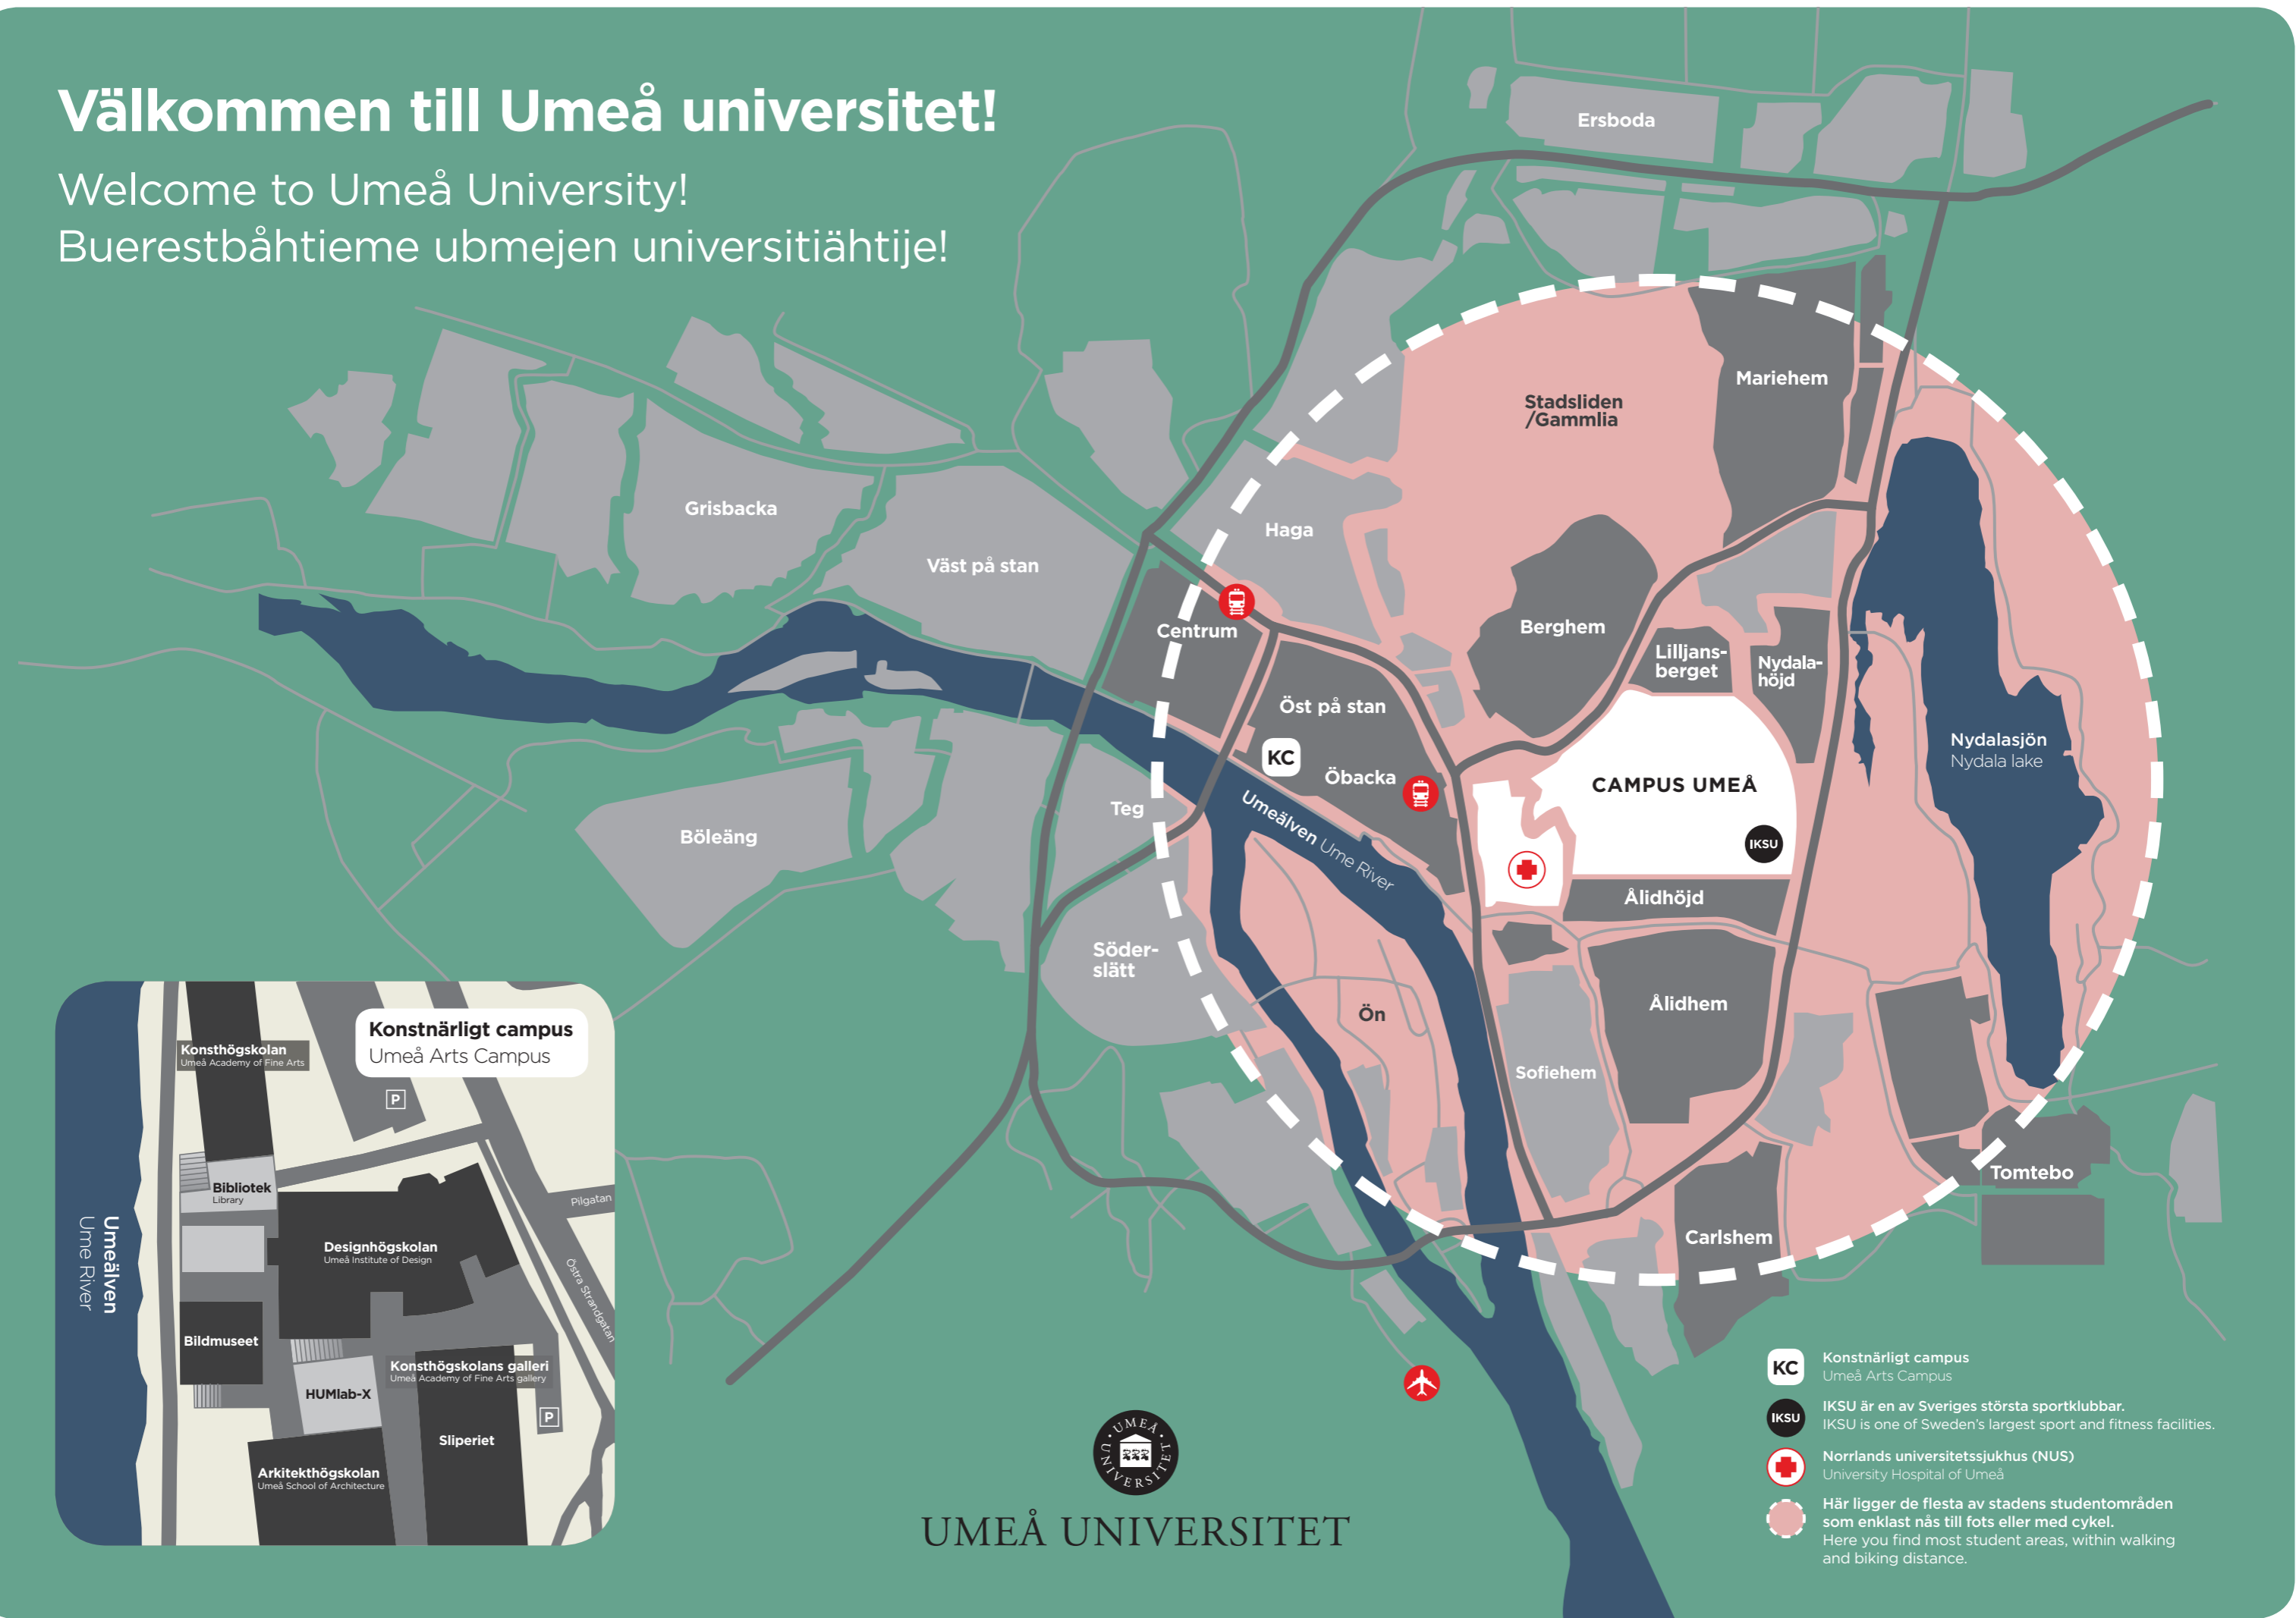 Välkommen till Umeå universitet!
Welcome to Umeå University!
Buerestbåhtieme ubmejen universitiähtije!
Ersboda
Mariehem
Stadsliden
/Gammlia
Grisbacka
Haga
Väst på stan
Centrum
Berghem
Lilljans-
berget
Nydala-
höjd
Öst på stan
KC
Öbacka
CAMPUS UMEÅ
Nydalasjön
Nydala lake
Teg
Umeälven Ume River
Böleäng
IKSU
Ålidhöjd
Söder-
slätt
Ön
Ålidhem
Sofiehem
Tomtebo
Carlshem
Konstnärligt campus
Umeå Arts Campus
Konsthögskolan
Umeå Academy of Fine Arts
P
Bibliotek
Library
Pilgatan
Umeälven
Ume River
Designhögskolan
Umeå Institute of Design
Östra Strandgatan
Bildmuseet
Konsthögskolans galleri
Umeå Academy of Fine Arts gallery
HUMlab-X
P
Sliperiet
Arkitekthögskolan
Umeå School of Architecture
UMEÅ UNIVERSITET
UMEÅ UNIVERSITET
KC
Konstnärligt campus
Umeå Arts Campus
IKSU
IKSU är en av Sveriges största sportklubbar.
IKSU is one of Sweden's largest sport and fitness facilities.
Norrlands universitetssjukhus (NUS)
University Hospital of Umeå
Här ligger de flesta av stadens studentområden
som enklast nås till fots eller med cykel.
Here you find most student areas, within walking
and biking distance.